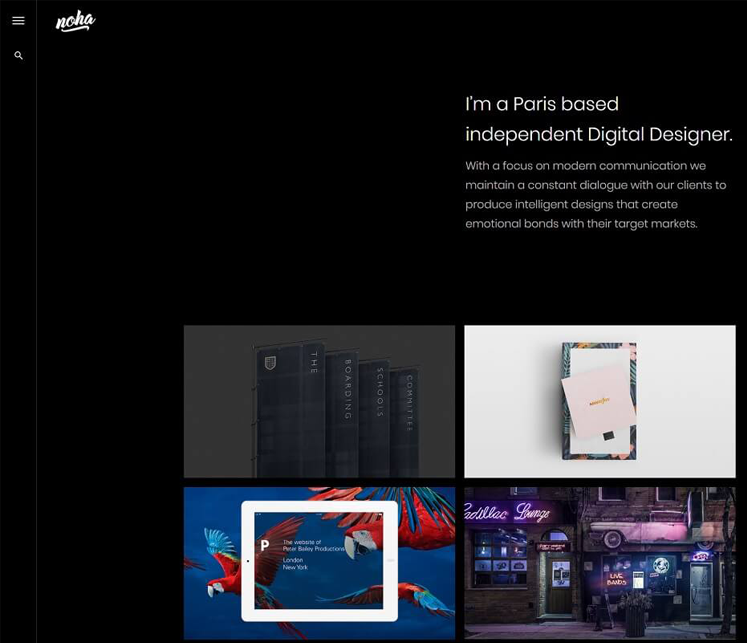 noha
I'm a Paris based
independent Digital Designer.
With a focus on modern communication we
maintain a constant dialogue with our clients to
produce intelligent designs that create
emotional bonds with their target markets.
THE
BOARDING
SCHOOLS
COMMITTEE
P
The website of
Peter Bailey Productions
London
New York
Cadillac Lounge
LIVE
BANDS